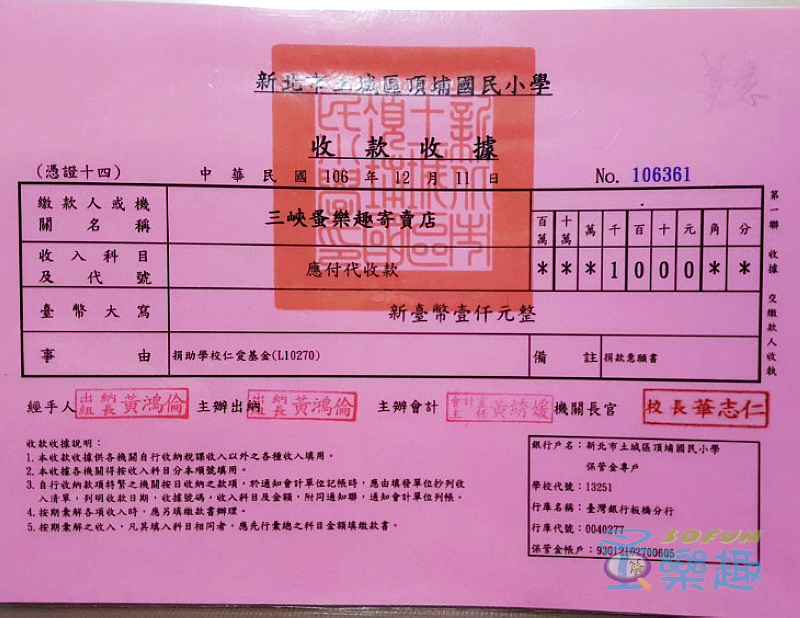 新北市土城區頂埔國民小學
收款收據
(憑證十四)
中華民國 106 年 12 月 11 日
No. 106361
繳款人或機關名稱
三峽蚤樂趣寄賣店
百萬 十萬 萬 千 百 十 元 角 分
收入科目及代號
應付代收款
* * * 1 0 0 0 * *
臺幣大寫
新臺幣壹仟元整
事由
捐助學校仁愛基金(L10270)
備註
捐款意願書
第一聯 收據 交繳款人收執
經手人 出納組長 黃鴻倫 主辦出納 出納組長 黃鴻倫 主辦會計 會計室主任 黃綉媛 機關長官 校長 華志仁
收款收據說明：
1.本收款收據供各機關自行收納稅課收入以外之各種收入填用。
2.本收據各機關得按收入科目分本順號填用。
3.自行收納款項特繁之機關按日收納之款項，於通知會計單位記帳時，應由填發單位抄列收
入清單，列明收款日期，收據號碼，收入科目及金額，附同通知聯，通知會計單位列帳。
4.按期彙解各項收入時，應另填繳款書辦理。
5.按期彙解之收入，凡其填入科目相同者，應先行彙總之科目金額填繳款書。
銀行戶名：新北市土城區頂埔國民小學
保管金專戶
學校代號：13251
行庫名稱：臺灣銀行板橋分行
行庫代號：0040277
保管金帳戶：93012102700605
SOFUN
蚤樂趣